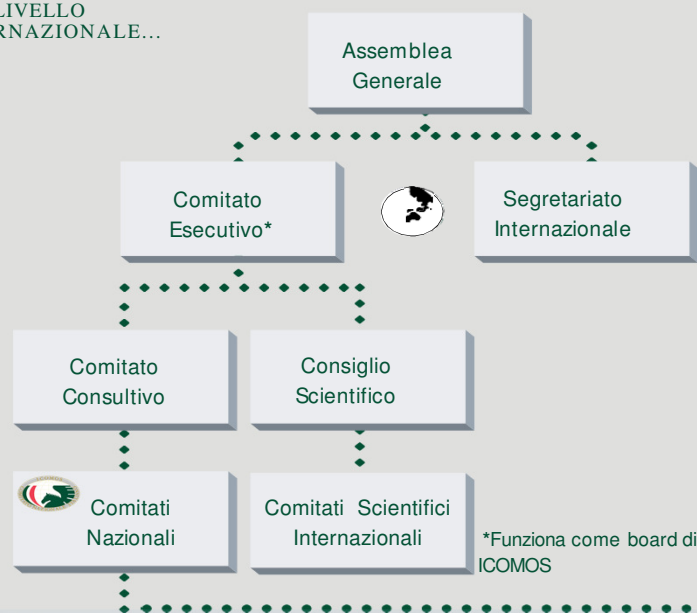 LIVELLO
RNAZIONALE...
Assemblea
Generale
Comitato
Esecutivo*
Segretariato
Internazionale
Comitato
Consultivo
Consiglio
Scientifico
Comitati
Nazionali
Comitati Scientifici
Internazionali
*Funziona come board di
ICOMOS